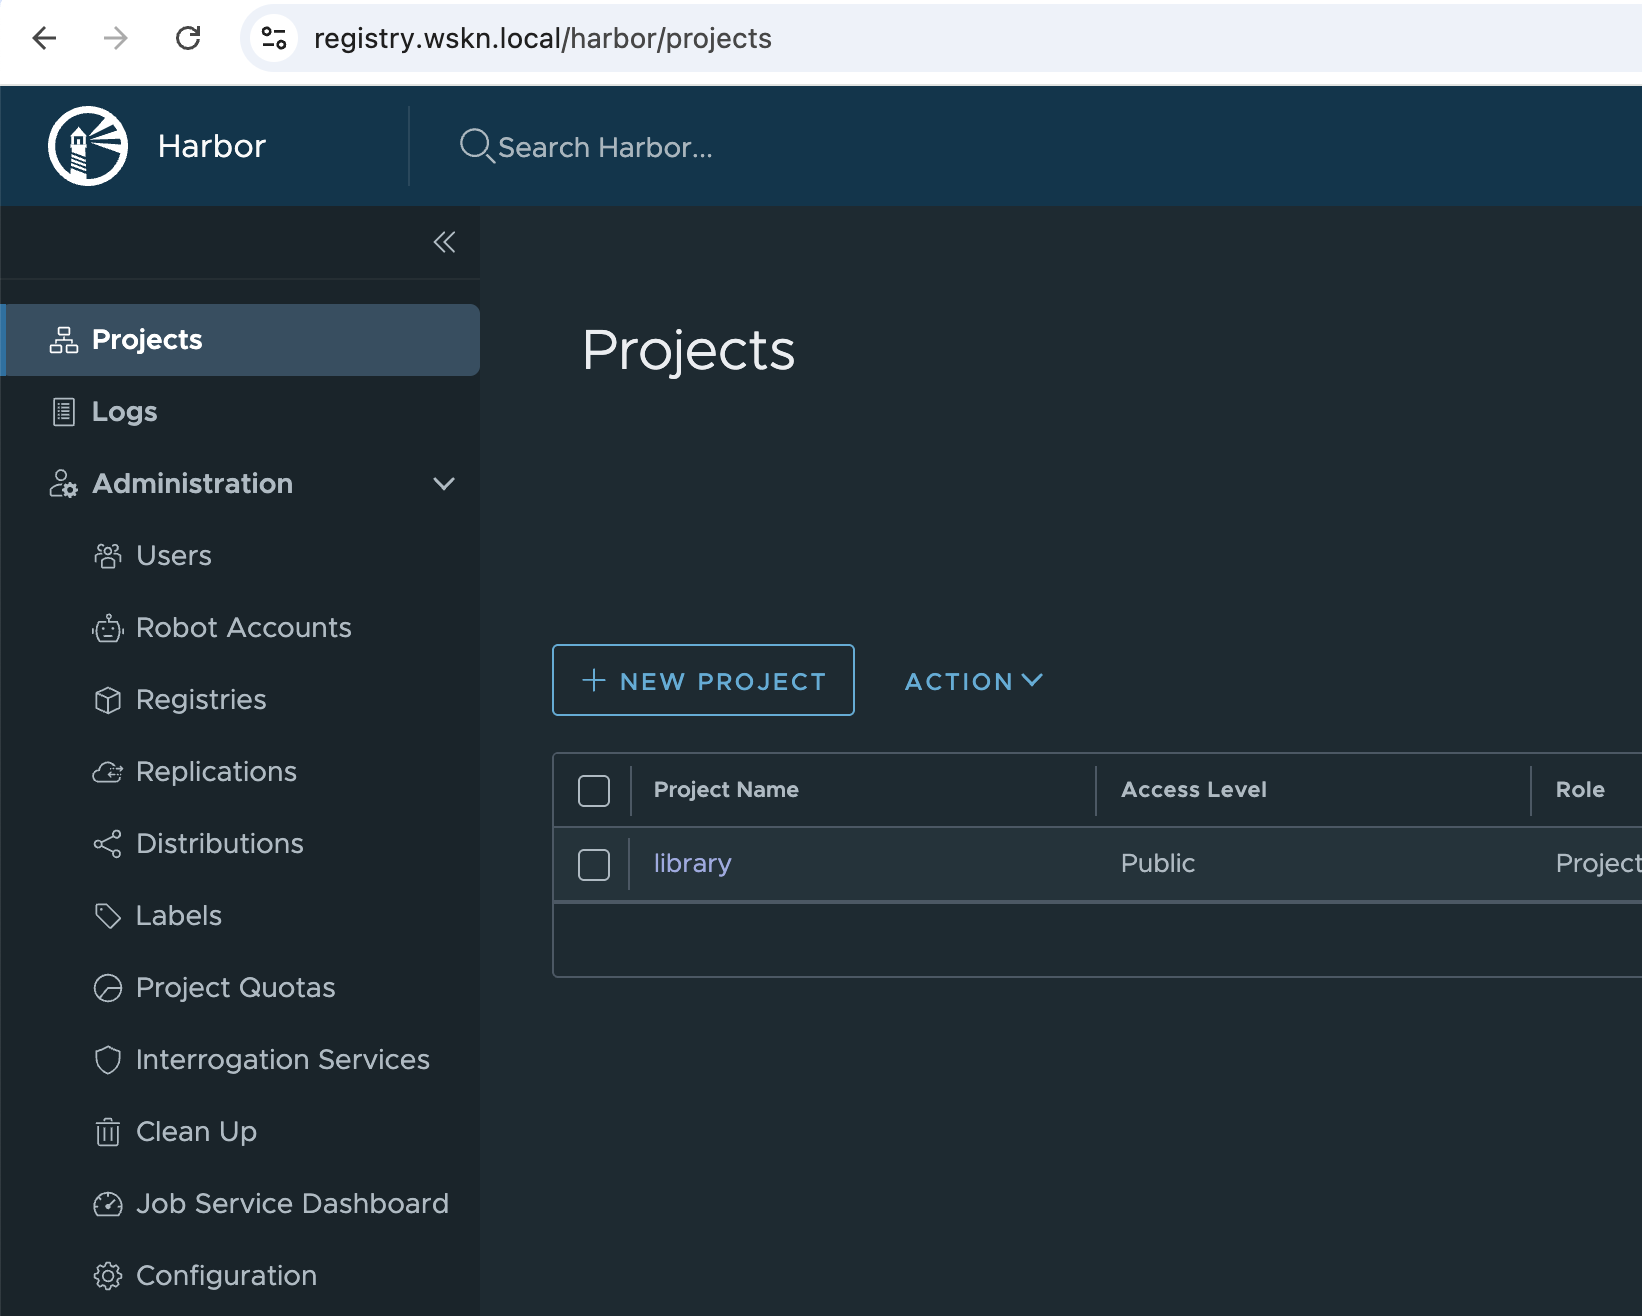 registry.wskn.local/harbor/projects
Harbor
Search Harbor...
Projects
Logs
Administration
Users
Robot Accounts
Registries
Replications
Distributions
Labels
Project Quotas
Interrogation Services
Clean Up
Job Service Dashboard
Configuration
Projects
NEW PROJECT ACTION
Project Name Access Level Role
library Public Project